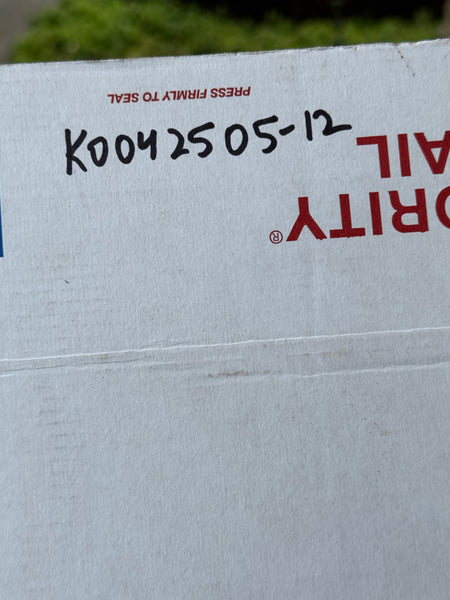 PRESS FIRMLY TO SEAL
K0042505-12
AIL
ORITY®